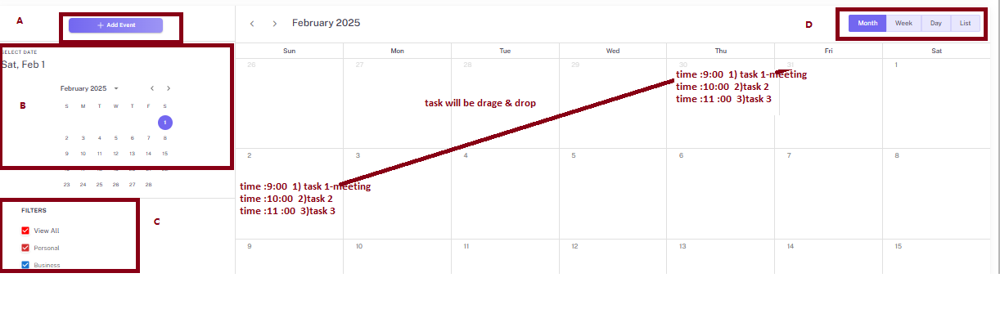 A
+ Add Event
SELECT DATE
Sat, Feb 1
February 2025
S M T W T F S
1
2 3 4 5 6 7 8
9 10 11 12 13 14 15
23 24 25 26 27 28
B
FILTERS
View All
Personal
Business
C
February 2025
D
Month Week Day List
Sun Mon Tue Wed Thu Fri Sat
26 27 28 29 30 31 1
time :9:00 1) task 1-meeting
time :10:00 2)task 2
time :11 :00 3)task 3
task will be drage & drop
2 3 4 5 6 7 8
time :9:00 1) task 1-meeting
time :10:00 2)task 2
time :11 :00 3)task 3
9 10 11 12 13 14 15